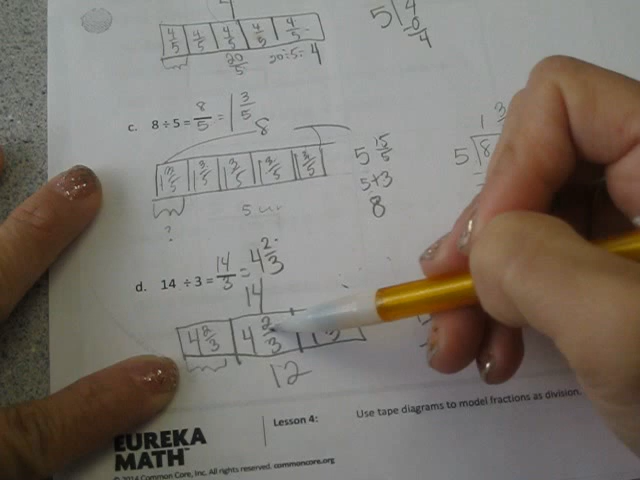 4
4/5 4/5 4/5 4/5 4/5
20/5 20÷5=4
5 4
0
4
c. 8 ÷ 5 = 8/5 = 1 3/5
8
1 3/5 1 3/5 1 3/5 1 3/5 1 3/5
5 15/5
5+3
8
?
1 3
5 8
d. 14 ÷ 3 = 14/3 = 4 2/3
14
4 2/3 4 2/3
12
EUREKA
MATH™
Lesson 4:
Use tape diagrams to model fractions as division.
© 2014 Common Core, Inc. All rights reserved. commoncore.org